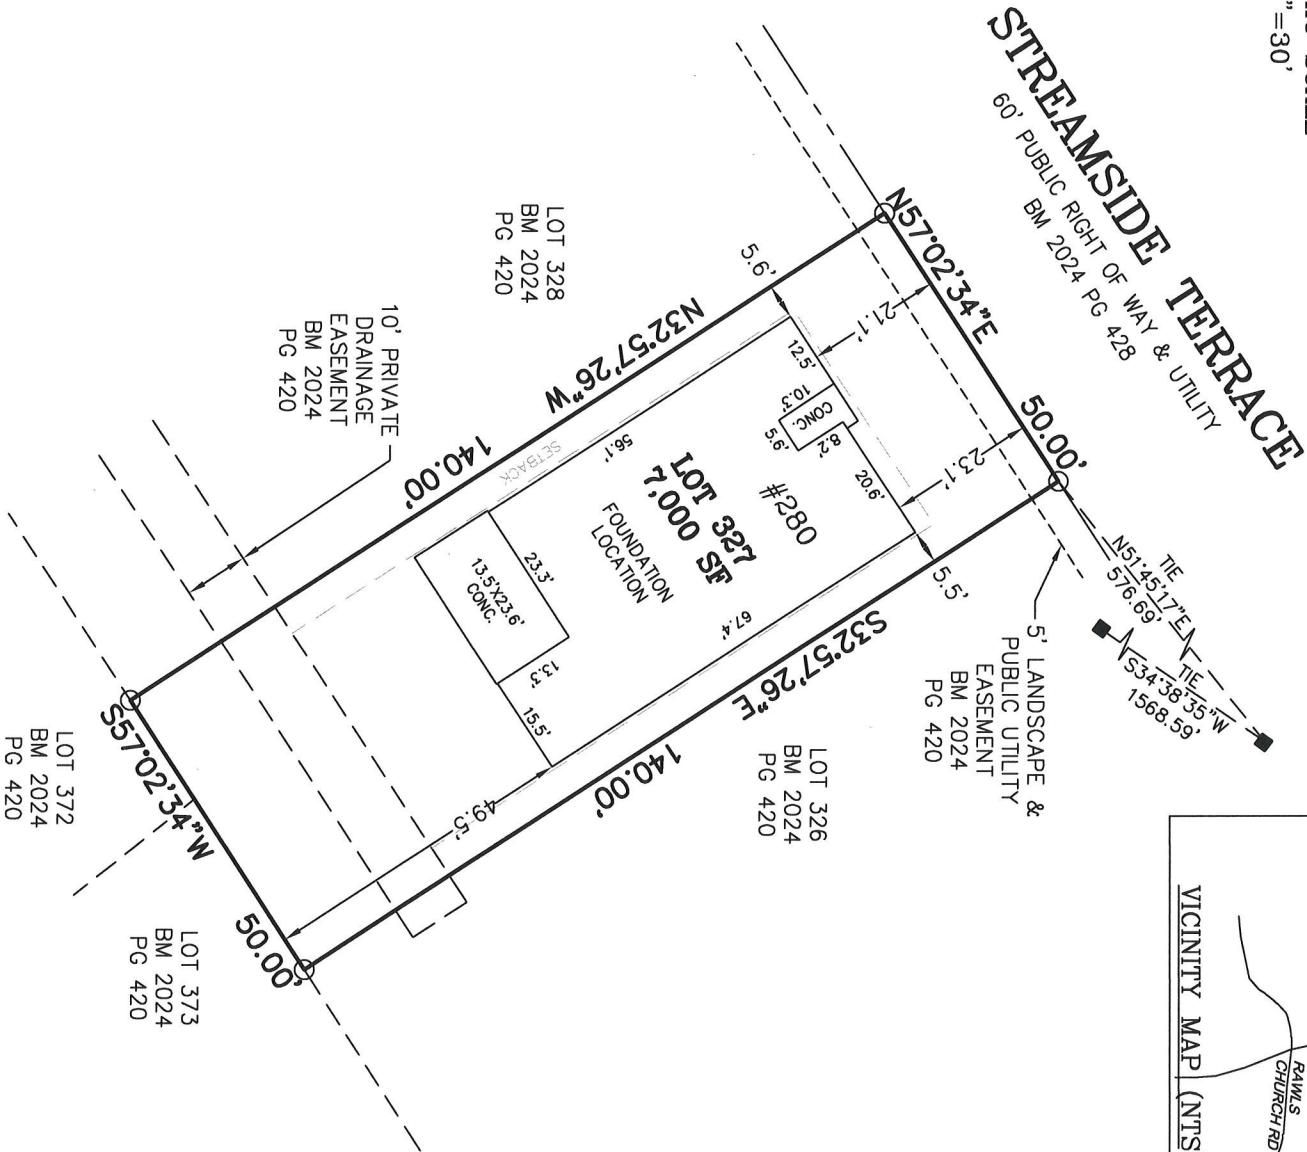 "=30'
STREAMSIDE TERRACE
60' PUBLIC RIGHT OF WAY & UTILITY
BM 2024 PG 428
N57°02'34"E
50.00'
TIE
N51°45'17"E
576.69'
TIE
S34°38'35"W
1568.59'
5' LANDSCAPE &
PUBLIC UTILITY
EASEMENT
BM 2024
PG 420
LOT 328
BM 2024
PG 420
5.6'
21.1'
23.1'
5.5'
12.5'
10.3'
CONC.
5.6'
8.2'
20.6'
#280
LOT 327
7,000 SF
FOUNDATION
LOCATION
56.1'
SETBACK
67.4'
23.3'
13.5'X23.6'
CONC.
13.3'
15.5'
49.5'
N32°57'26"W
140.00'
S32°57'26"E
140.00'
10' PRIVATE
DRAINAGE
EASEMENT
BM 2024
PG 420
LOT 326
BM 2024
PG 420
S57°02'34"W
50.00'
LOT 372
BM 2024
PG 420
LOT 373
BM 2024
PG 420
RAWLS
CHURCH RD
VICINITY MAP (NTS